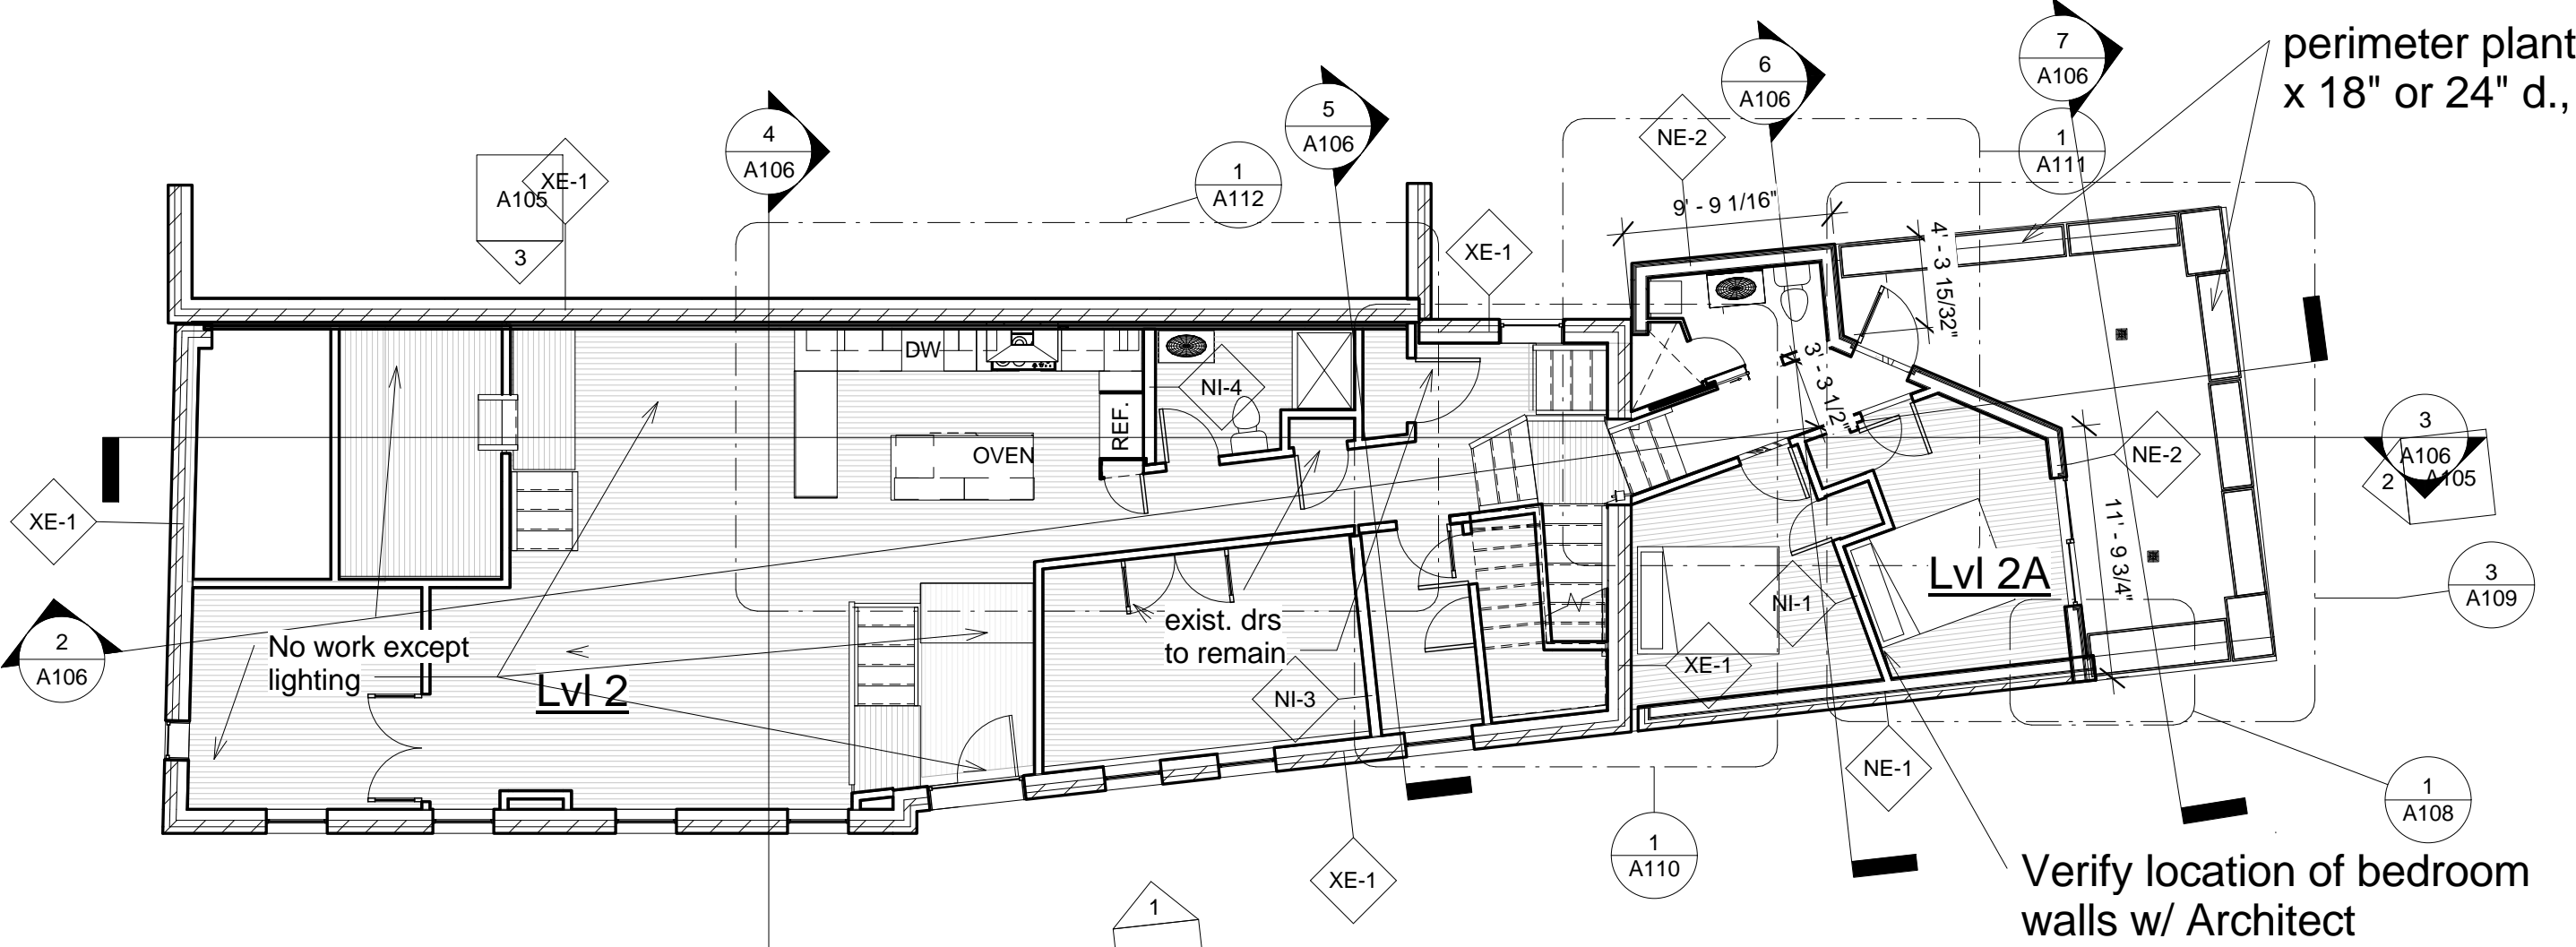 7
A106
perimeter plant
x 18" or 24" d.,
6
A106
5
A106
4
A106
NE-2
1
A111
XE-1
A105
3
1
A112
9' - 9 1/16"
4' - 3 15/32"
XE-1
DW
NI-4
REF.
OVEN
3' - 3 1/2"
3
A106
2
A105
NE-2
XE-1
11' - 9 3/4"
Lvl 2A
NI-1
3
A109
2
A106
No work except
lighting
exist. drs
to remain
Lvl 2
NI-3
XE-1
NE-1
1
A108
1
A110
XE-1
1
Verify location of bedroom
walls w/ Architect